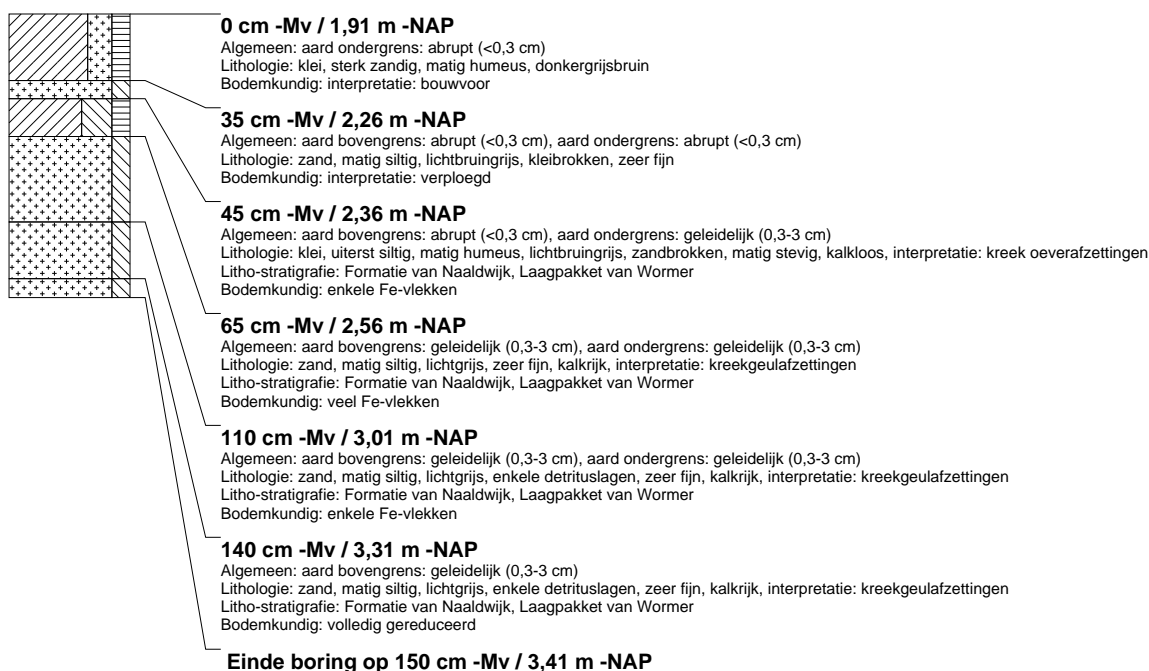 0 cm -Mv / 1,91 m -NAP
Algemeen: aard ondergrens: abrupt (<0,3 cm)
Lithologie: klei, sterk zandig, matig humeus, donkergrijsbruin
Bodemkundig: interpretatie: bouwvoor
35 cm -Mv / 2,26 m -NAP
Algemeen: aard bovengrens: abrupt (<0,3 cm), aard ondergrens: abrupt (<0,3 cm)
Lithologie: zand, matig siltig, lichtbruingrijs, kleibrokken, zeer fijn
Bodemkundig: interpretatie: verploegd
45 cm -Mv / 2,36 m -NAP
Algemeen: aard bovengrens: abrupt (<0,3 cm), aard ondergrens: geleidelijk (0,3-3 cm)
Lithologie: klei, uiterst siltig, matig humeus, lichtbruingrijs, zandbrokken, matig stevig, kalkloos, interpretatie: kreek oeverafzettingen
Litho-stratigrafie: Formatie van Naaldwijk, Laagpakket van Wormer
Bodemkundig: enkele Fe-vlekken
65 cm -Mv / 2,56 m -NAP
Algemeen: aard bovengrens: geleidelijk (0,3-3 cm), aard ondergrens: geleidelijk (0,3-3 cm)
Lithologie: zand, matig siltig, lichtgrijs, zeer fijn, kalkrijk, interpretatie: kreekgeulafzettingen
Litho-stratigrafie: Formatie van Naaldwijk, Laagpakket van Wormer
Bodemkundig: veel Fe-vlekken
110 cm -Mv / 3,01 m -NAP
Algemeen: aard bovengrens: geleidelijk (0,3-3 cm), aard ondergrens: geleidelijk (0,3-3 cm)
Lithologie: zand, matig siltig, lichtgrijs, enkele detrituslagen, zeer fijn, kalkrijk, interpretatie: kreekgeulafzettingen
Litho-stratigrafie: Formatie van Naaldwijk, Laagpakket van Wormer
Bodemkundig: enkele Fe-vlekken
140 cm -Mv / 3,31 m -NAP
Algemeen: aard bovengrens: geleidelijk (0,3-3 cm)
Lithologie: zand, matig siltig, lichtgrijs, enkele detrituslagen, zeer fijn, kalkrijk, interpretatie: kreekgeulafzettingen
Litho-stratigrafie: Formatie van Naaldwijk, Laagpakket van Wormer
Bodemkundig: volledig gereduceerd
Einde boring op 150 cm -Mv / 3,41 m -NAP